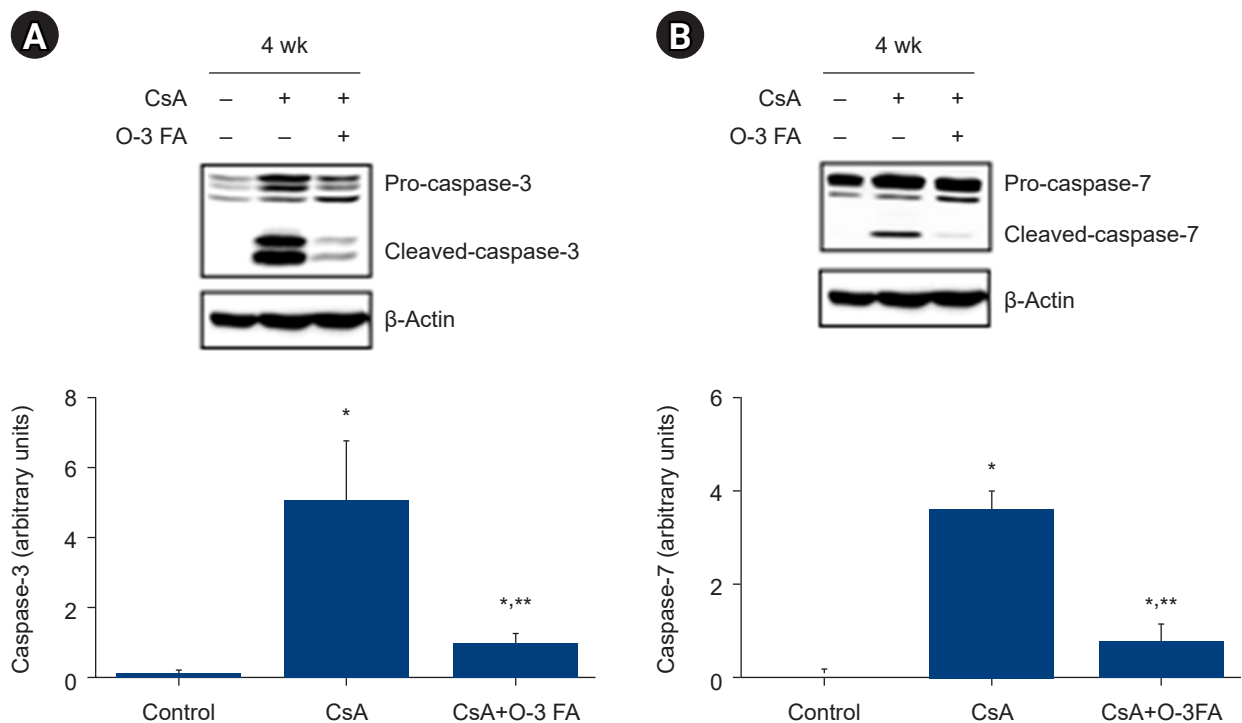 A
4 wk
CsA – + +
O-3 FA – – +
Pro-caspase-3
Cleaved-caspase-3
β-Actin
Caspase-3 (arbitrary units)
8
6
4
2
0
*
*,**
Control CsA CsA+O-3 FA
B
4 wk
CsA – + +
O-3 FA – – +
Pro-caspase-7
Cleaved-caspase-7
β-Actin
Caspase-7 (arbitrary units)
6
4
2
0
*
*,**
Control CsA CsA+O-3FA